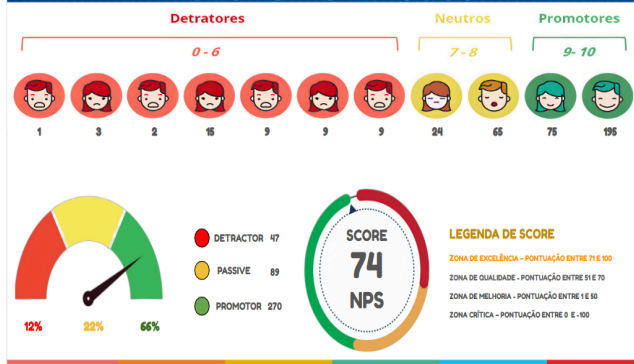 Detratores Neutros Promotores
0 - 6 7 - 8 9- 10
1 3 2 15 9 9 9 24 65 75 195
DETRACTOR 47
PASSIVE 89
PROMOTOR 270
12% 22% 66%
SCORE
74
NPS
LEGENDA DE SCORE
ZONA DE EXCELÊNCIA – PONTUAÇÃO ENTRE 71 E 100
ZONA DE QUALIDADE - PONTUAÇÃO ENTRE 51 E 70
ZONA DE MELHORIA - PONTUAÇÃO ENTRE 1 E 50
ZONA CRÍTICA – PONTUAÇÃO ENTRE 0 E -100